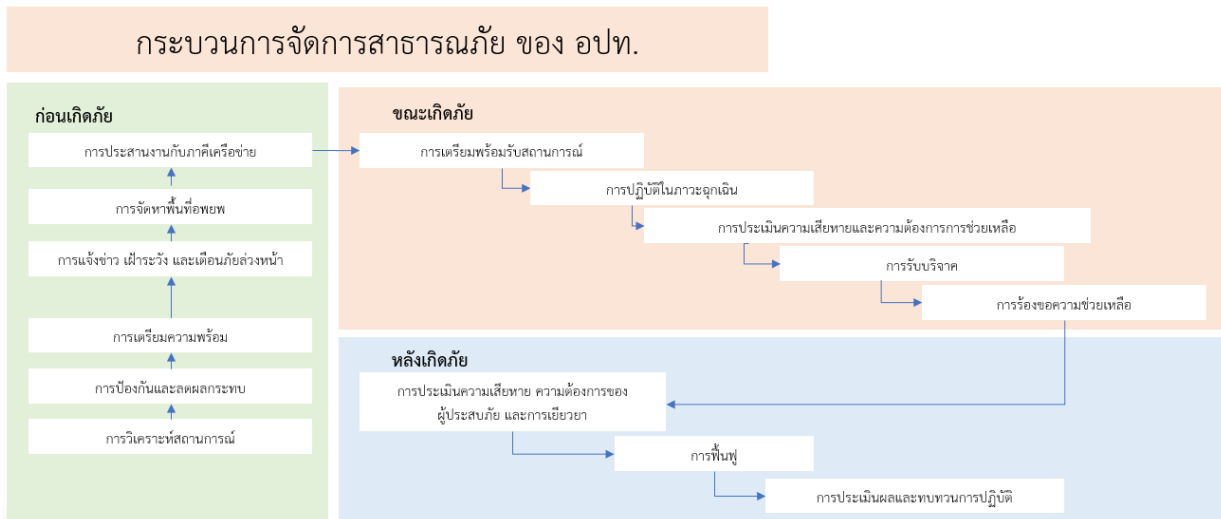 กระบวนการจัดการสาธารณภัย ของ อปท.
ก่อนเกิดภัย
การประสานงานกับภาคีเครือข่าย
การจัดหาพื้นที่อพยพ
การแจ้งข่าว เฝ้าระวัง และเตือนภัยล่วงหน้า
การเตรียมความพร้อม
การป้องกันและลดผลกระทบ
การวิเคราะห์สถานการณ์
ขณะเกิดภัย
การเตรียมพร้อมรับสถานการณ์
การปฏิบัติในภาวะฉุกเฉิน
การประเมินความเสียหายและความต้องการการช่วยเหลือ
การรับบริจาค
การร้องขอความช่วยเหลือ
หลังเกิดภัย
การประเมินความเสียหาย ความต้องการของ
ผู้ประสบภัย และการเยียวยา
การฟื้นฟู
การประเมินผลและทบทวนการปฏิบัติ